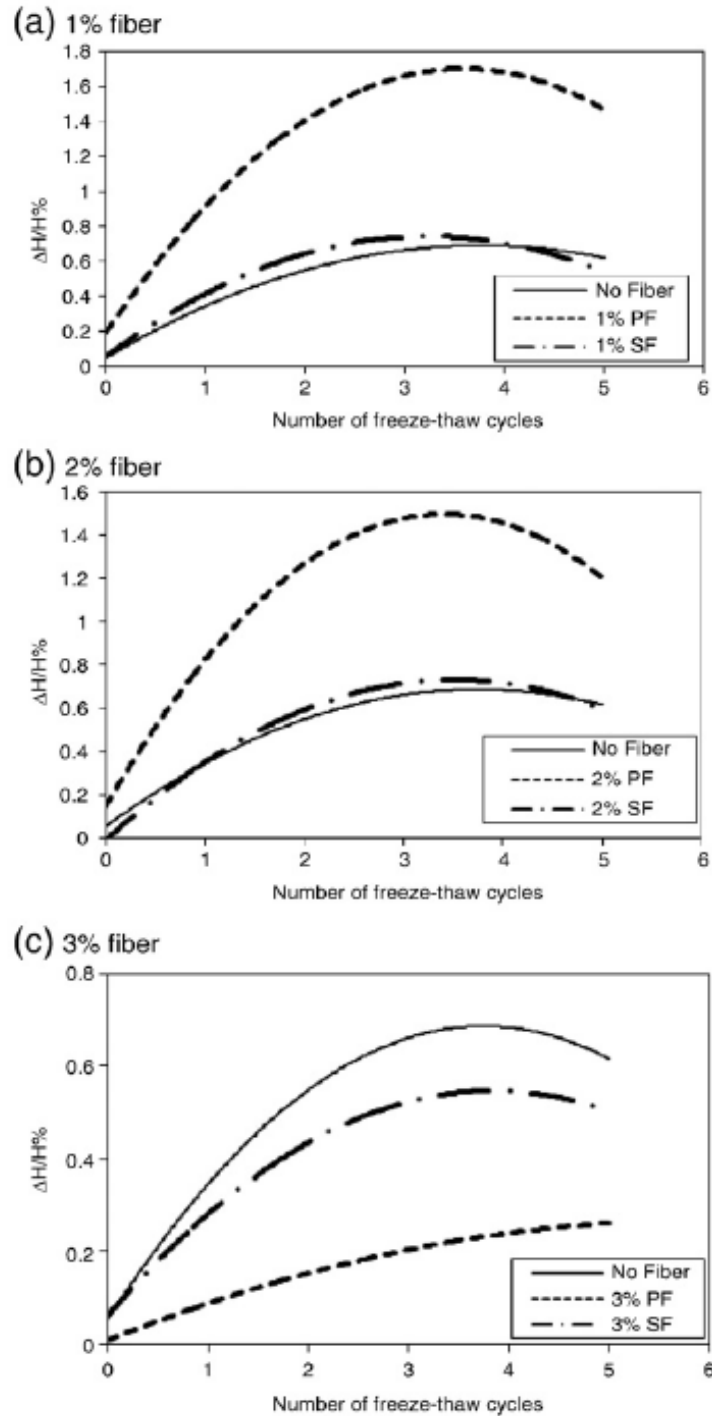 (a) 1% fiber
1.8
1.6
1.4
1.2
1
0.8
0.6
0.4
0.2
0
ΔH/H%
No Fiber
1% PF
1% SF
0 1 2 3 4 5 6
Number of freeze-thaw cycles
(b) 2% fiber
1.6
1.4
1.2
1
0.8
0.6
0.4
0.2
0
ΔH/H%
No Fiber
2% PF
2% SF
0 1 2 3 4 5 6
Number of freeze-thaw cycles
(c) 3% fiber
0.8
0.6
0.4
0.2
0
ΔH/H%
No Fiber
3% PF
3% SF
0 1 2 3 4 5 6
Number of freeze-thaw cycles